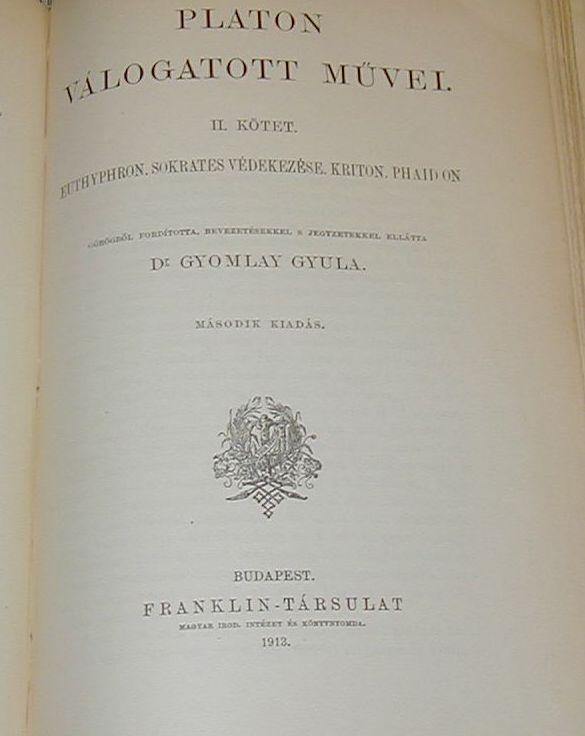 PLATON
VÁLOGATOTT MŰVEI.
II. KÖTET.
EUTHYPHRON. SOKRATES VÉDEKEZÉSE. KRITON. PHAIDON
GÖRÖGBŐL FORDÍTOTTA, BEVEZETÉSEKKEL S JEGYZETEKKEL ELLÁTTA
Dr GYOMLAY GYULA.
MÁSODIK KIADÁS.
BUDAPEST.
FRANKLIN-TÁRSULAT
MAGYAR IROD. INTÉZET ÉS KÖNYVNYOMDA.
1913.